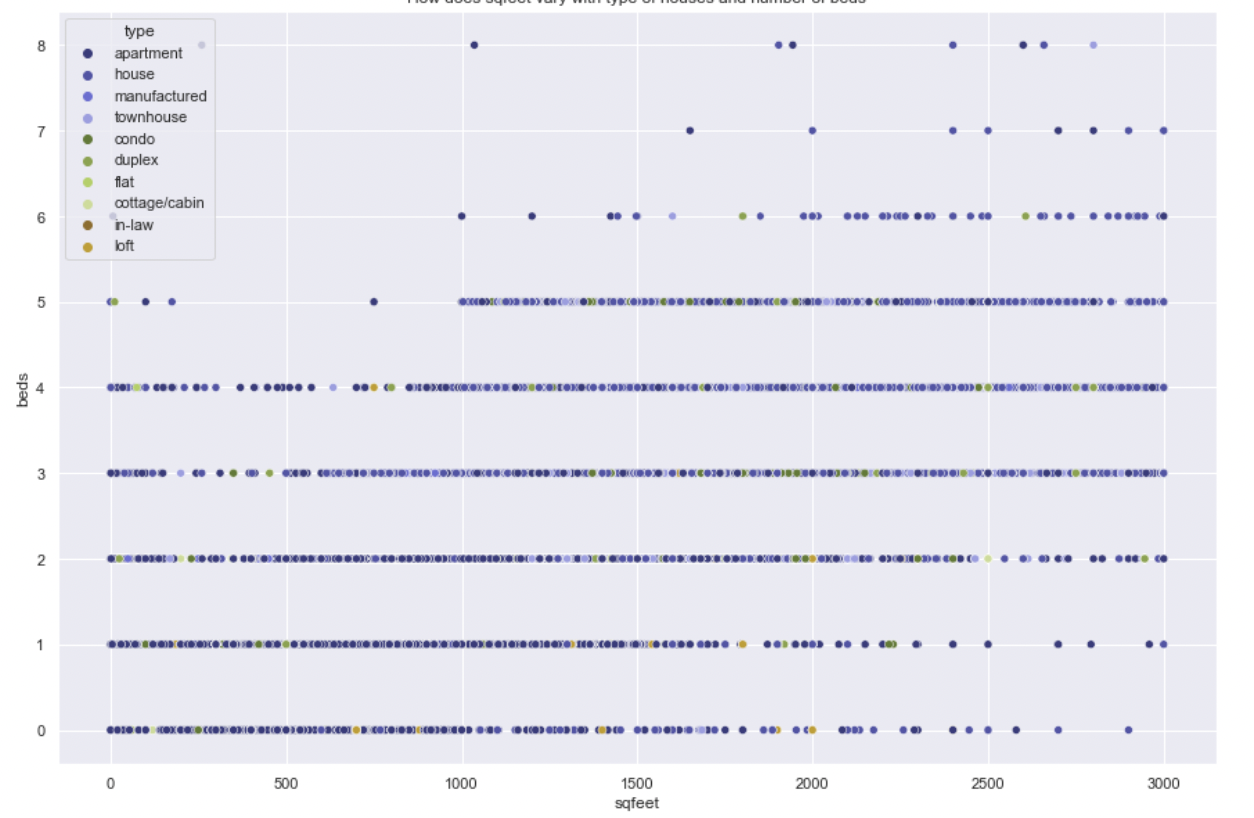 How does sqfeet vary with type of houses and number of beds
type
apartment
house
manufactured
townhouse
condo
duplex
flat
cottage/cabin
in-law
loft
8
7
6
5
4
3
2
1
0
beds
0 500 1000 1500 2000 2500 3000
sqfeet